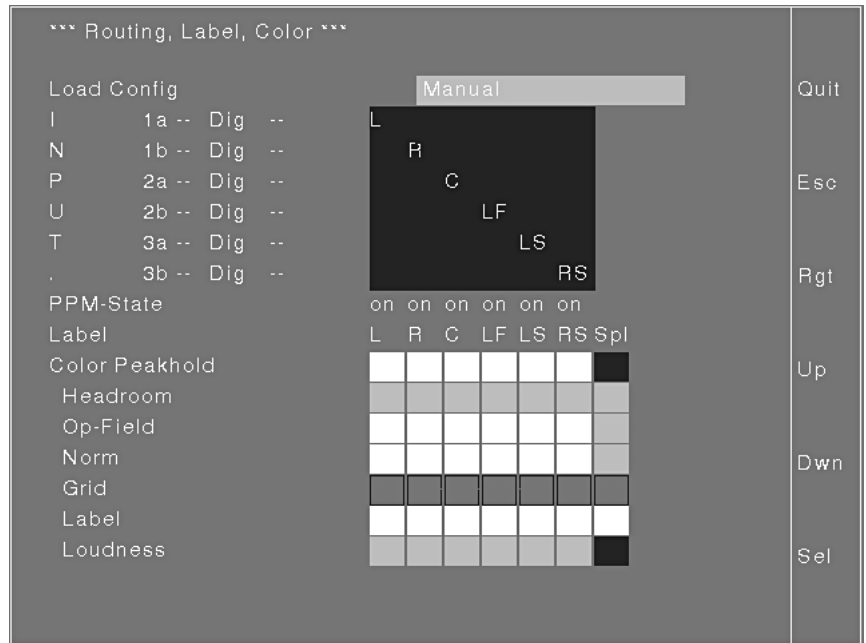 *** Routing, Label, Color ***
Load Config Manual Quit
I 1a -- Dig -- L
N 1b -- Dig -- R
P 2a -- Dig -- C Esc
U 2b -- Dig -- LF
T 3a -- Dig -- LS
. 3b -- Dig -- RS Rgt
PPM-State on on on on on on
Label L R C LF LS RS Spl
Color Peakhold Up
Headroom
Op-Field
Norm Dwn
Grid
Label
Loudness Sel